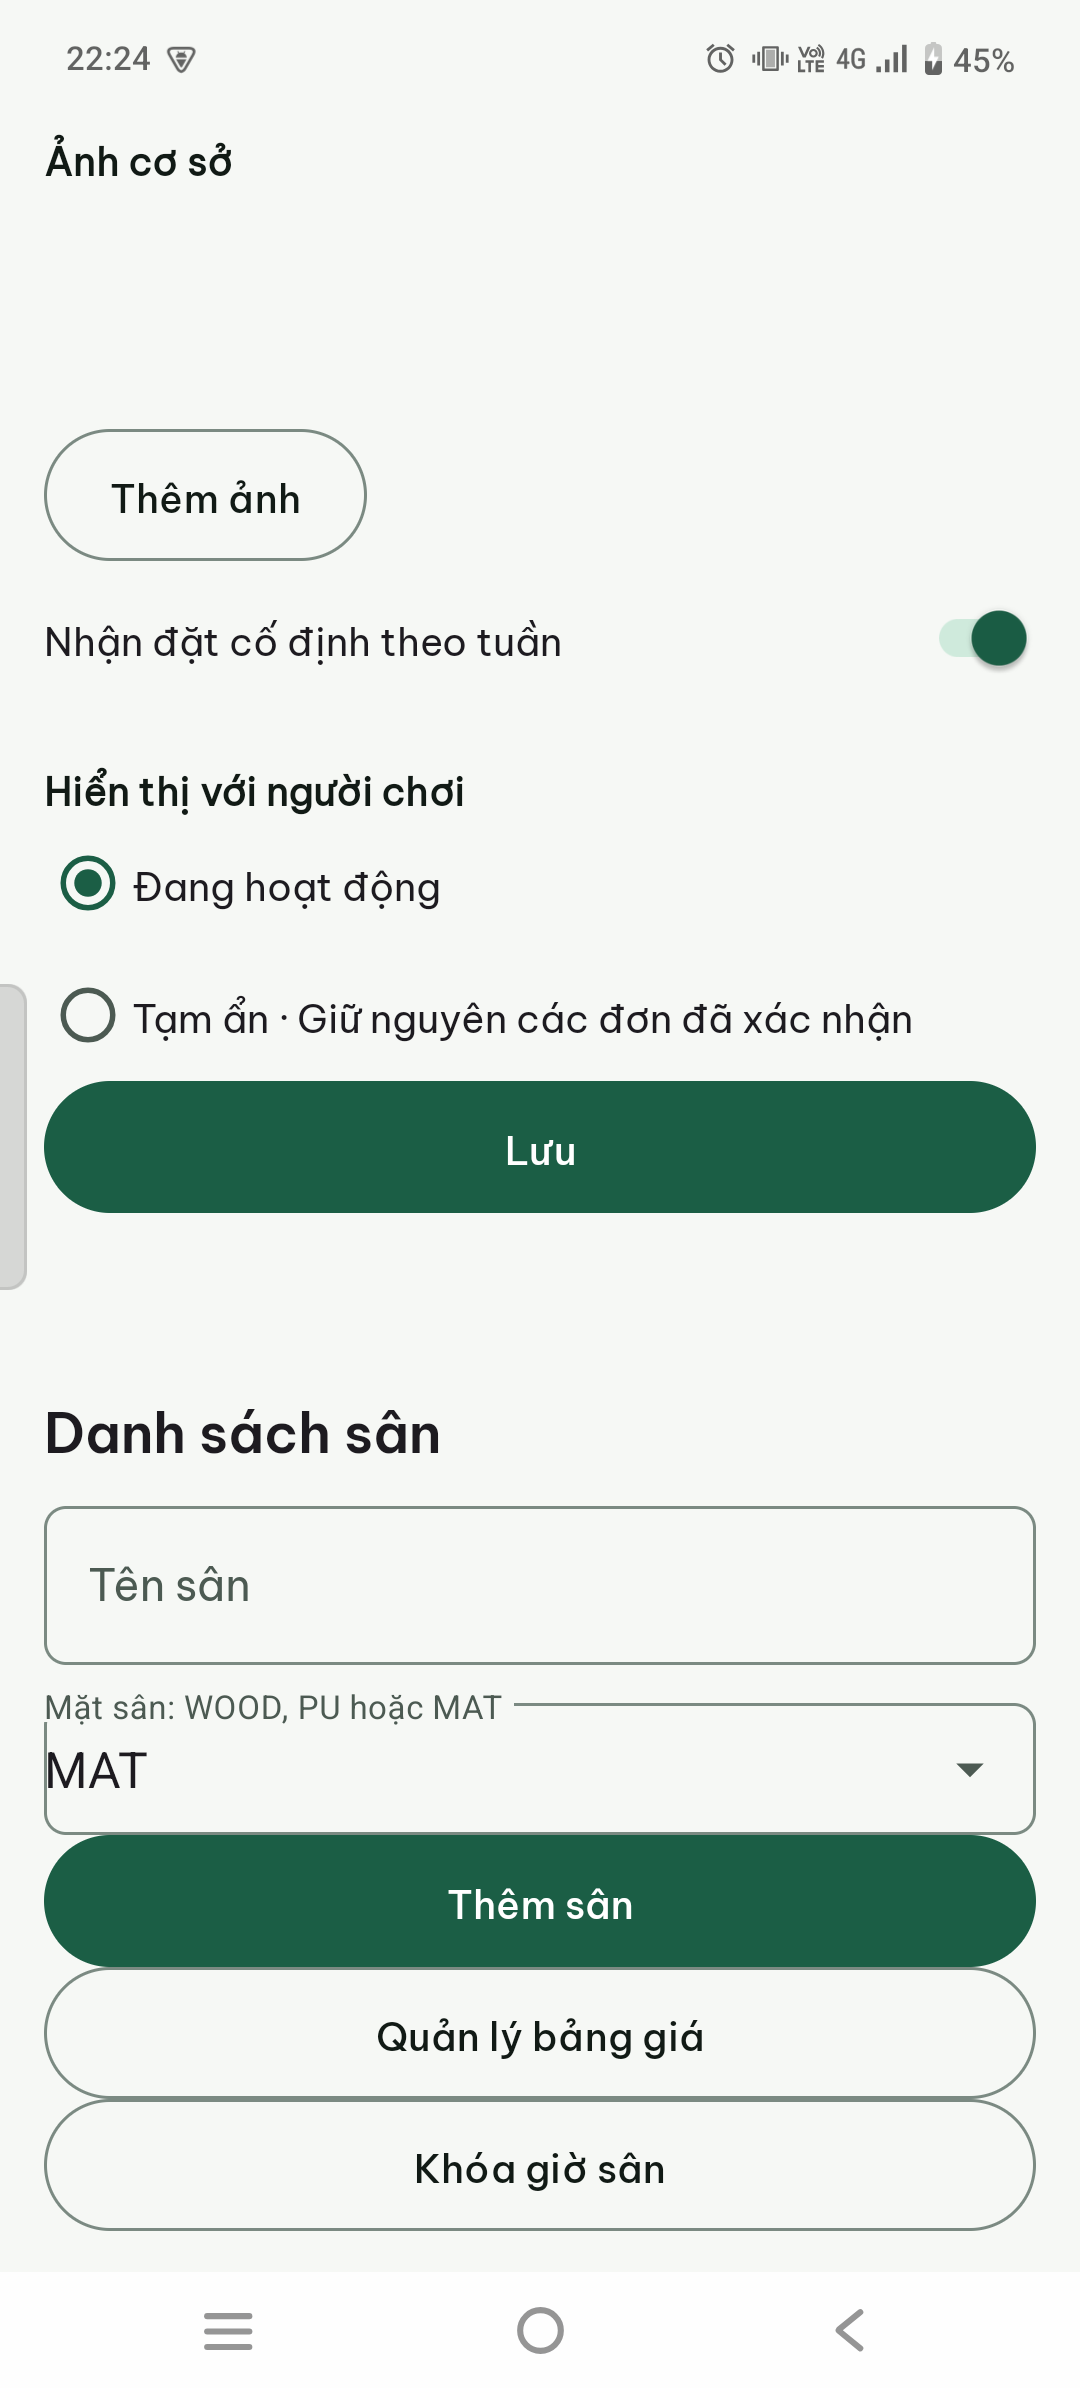 22:24
4G 45%
Ảnh cơ sở
Thêm ảnh
Nhận đặt cố định theo tuần
Hiển thị với người chơi
Đang hoạt động
Tạm ẩn · Giữ nguyên các đơn đã xác nhận
Lưu
Danh sách sân
Tên sân
Mặt sân: WOOD, PU hoặc MAT
MAT
Thêm sân
Quản lý bảng giá
Khóa giờ sân